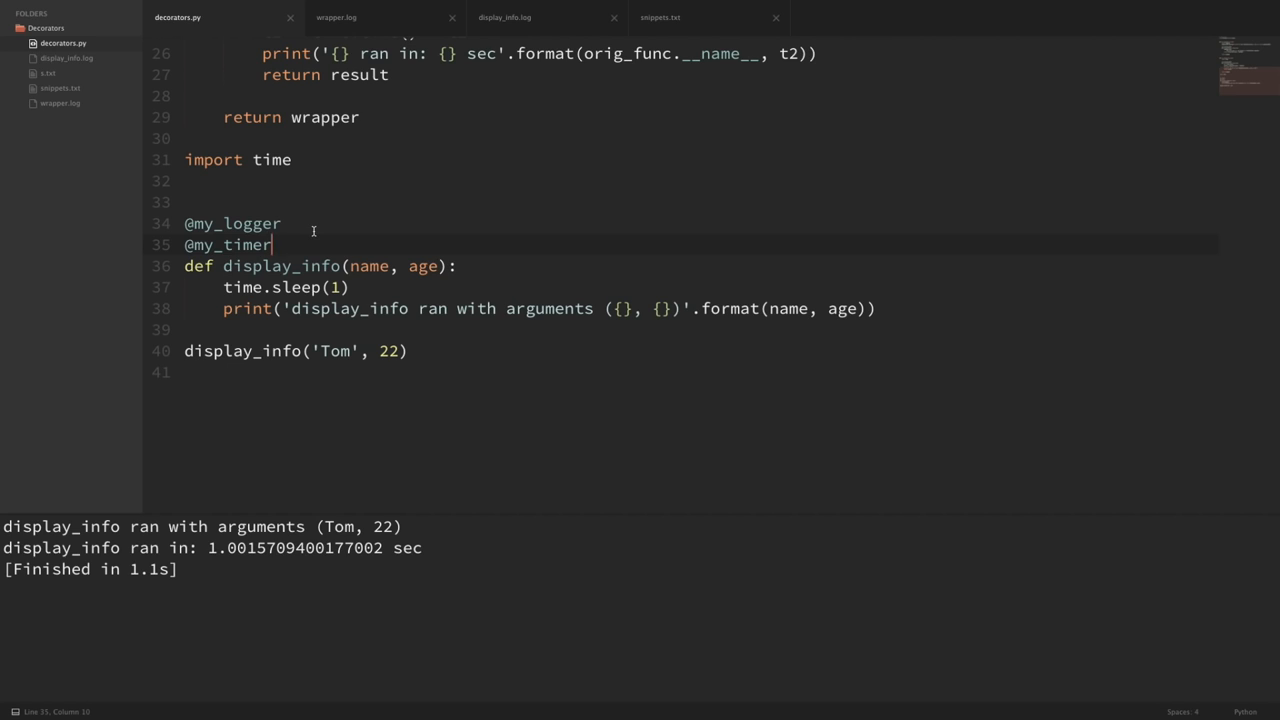 FOLDERS
Decorators
decorators.py
display_info.log
s.txt
snippets.txt
wrapper.log
decorators.py
wrapper.log
display_info.log
snippets.txt
26 print('{} ran in: {} sec'.format(orig_func.__name__, t2))
27 return result
28
29 return wrapper
30
31 import time
32
33
34 @my_logger
35 @my_timer
36 def display_info(name, age):
37 time.sleep(1)
38 print('display_info ran with arguments ({}, {})'.format(name, age))
39
40 display_info('Tom', 22)
41
display_info ran with arguments (Tom, 22)
display_info ran in: 1.0015709400177002 sec
[Finished in 1.1s]
Line 35, Column 10
Spaces: 4
Python